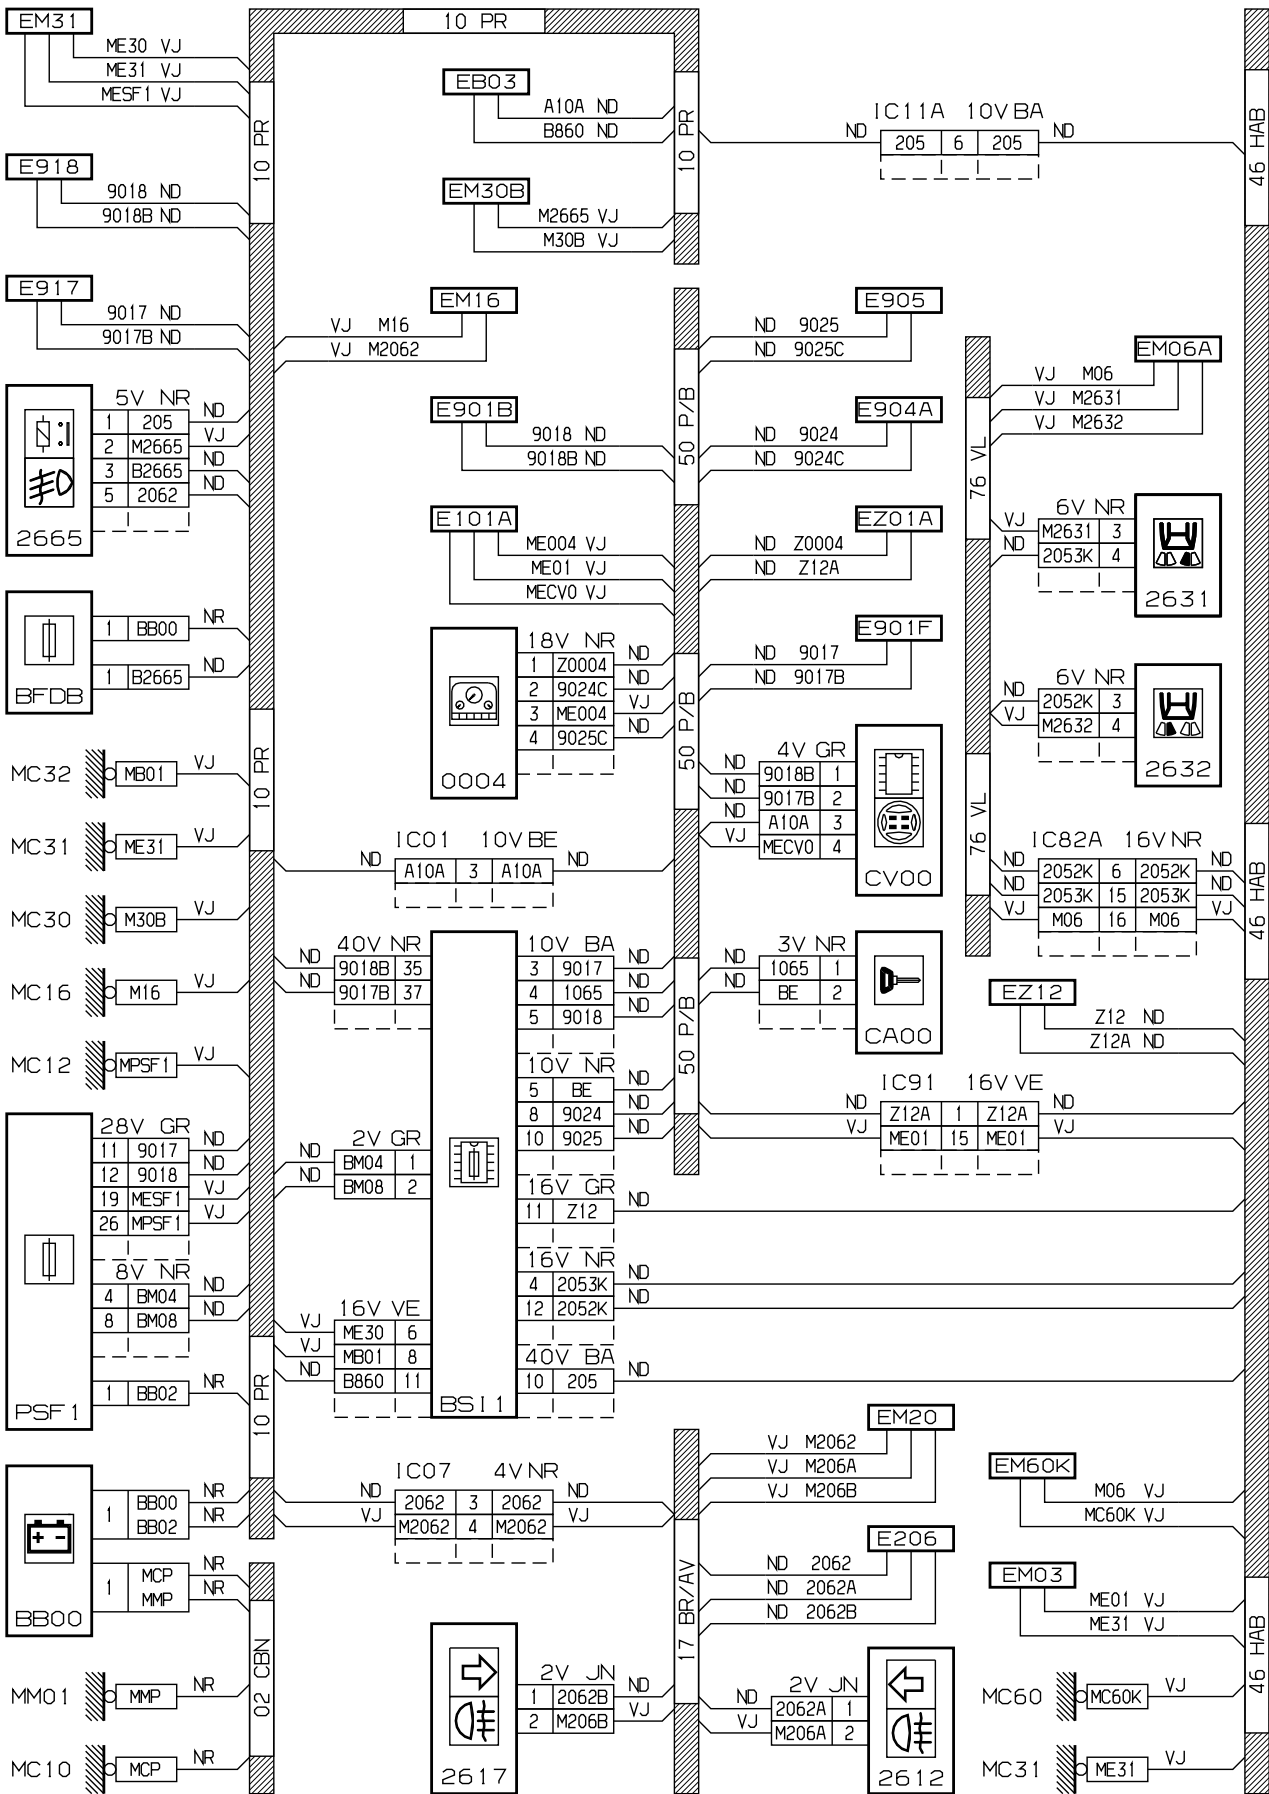 EM31
ME30 VJ
ME31 VJ
MESF1 VJ
10 PR
10 PR
E918
9018 ND
9018B ND
E917
9017 ND
9017B ND
2665
5V NR
1 205 ND
2 M2665 VJ
3 B2665 ND
5 2062 ND
BFDB
1 BB00 NR
1 B2665 ND
10 PR
MC32 MB01 VJ
MC31 ME31 VJ
MC30 M30B VJ
MC16 M16 VJ
MC12 MPSF1 VJ
PSF1
28V GR
11 9017 ND
12 9018 ND
19 MESF1 VJ
26 MPSF1 VJ
8V NR
4 BM04 ND
8 BM08 ND
1 BB02 NR
10 PR
BB00
1 BB00 NR
BB02 NR
1 MCP NR
MMP NR
02 CBN
MM01 MMP NR
MC10 MCP NR
EB03
A10A ND
B860 ND
10 PR
EM30B
M2665 VJ
M30B VJ
EM16
VJ M16
VJ M2062
E901B
9018 ND
9018B ND
E101A
ME004 VJ
ME01 VJ
MECV0 VJ
50 P/B
0004
18V NR
1 Z0004 ND
2 9024C ND
3 ME004 VJ
4 9025C ND
50 P/B
IC01 10V BE
ND A10A 3 A10A ND
BSI1
40V NR
ND 9018B 35
ND 9017B 37
2V GR
ND BM04 1
ND BM08 2
16V VE
VJ ME30 6
VJ MB01 8
ND B860 11
10V BA
3 9017 ND
4 1065 ND
5 9018 ND
10V NR
5 BE ND
8 9024 ND
10 9025 ND
16V GR
11 Z12 ND
16V NR
4 2053K ND
12 2052K ND
40V BA
10 205 ND
50 P/B
IC07 4V NR
ND 2062 3 2062 ND
VJ M2062 4 M2062 VJ
2617
2V JN
1 2062B ND
2 M206B VJ
17 BR/AV
IC11A 10V BA
ND 205 6 205 ND
46 HAB
E905
ND 9025
ND 9025C
E904A
ND 9024
ND 9024C
EZ01A
ND Z0004
ND Z12A
E901F
ND 9017
ND 9017B
CV00
4V GR
ND 9018B 1
ND 9017B 2
ND A10A 3
VJ MECV0 4
CA00
3V NR
ND 1065 1
ND BE 2
IC91 16V VE
ND Z12A 1 Z12A ND
VJ ME01 15 ME01 VJ
EM20
VJ M2062
VJ M206A
VJ M206B
E206
ND 2062
ND 2062A
ND 2062B
2612
2V JN
ND 2062A 1
VJ M206A 2
EM06A
VJ M06
VJ M2631
VJ M2632
76 VL
2631
6V NR
VJ M2631 3
ND 2053K 4
2632
6V NR
ND 2052K 3
VJ M2632 4
76 VL
IC82A 16V NR
ND 2052K 6 2052K ND
ND 2053K 15 2053K ND
VJ M06 16 M06 VJ
46 HAB
EZ12
Z12 ND
Z12A ND
EM60K
M06 VJ
MC60K VJ
EM03
ME01 VJ
ME31 VJ
46 HAB
MC60 MC60K VJ
MC31 ME31 VJ